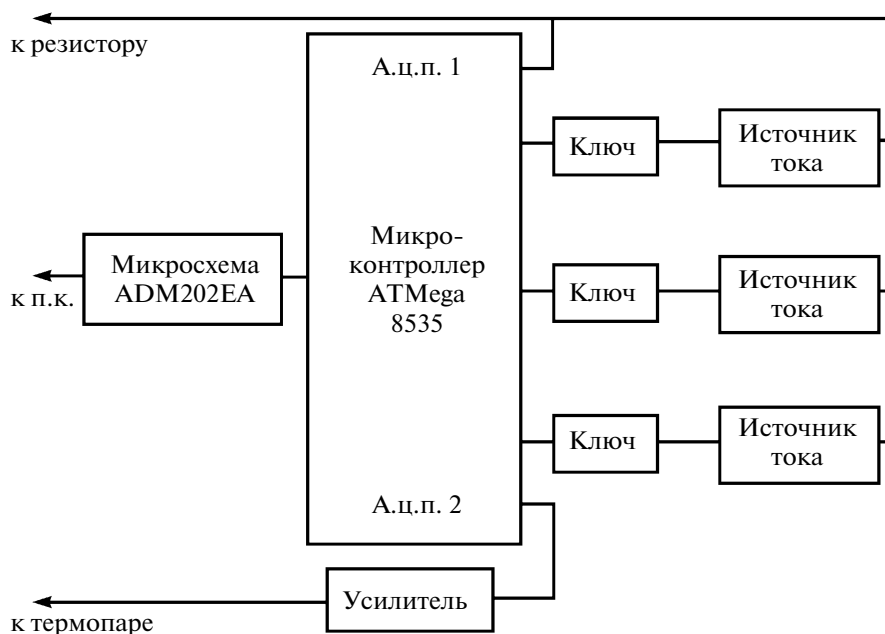 к резистору
А.ц.п. 1
Ключ
Источник
тока
Микросхема
ADM202EA
к п.к.
Микро-
контроллер
ATMega
8535
Ключ
Источник
тока
Ключ
Источник
тока
А.ц.п. 2
Усилитель
к термопаре